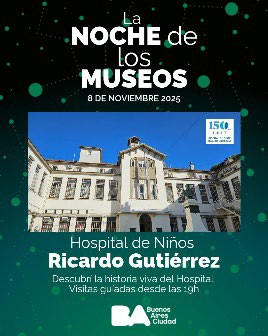 La
NOCHE de
los
MUSEOS
8 DE NOVIEMBRE 2025
150
Hospital de Niños
Ricardo Gutiérrez
Descubrí la historia viva del Hospital
Visitas guiadas desde las 19h
BA
Buenos
Aires
Ciudad